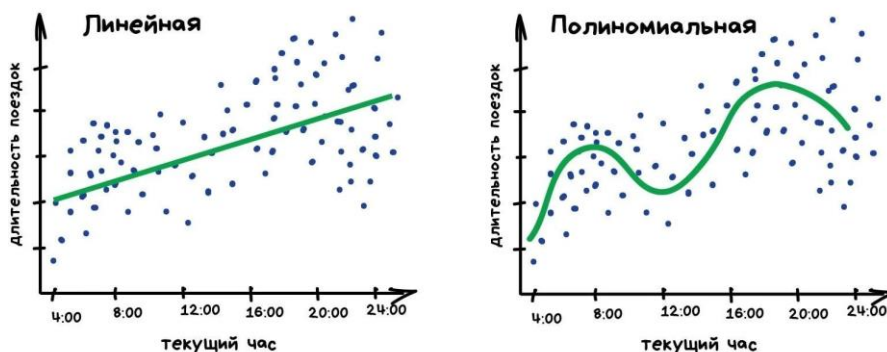 Линейная
длительность поездок
4:00 8:00 12:00 16:00 20:00 24:00
текущий час
Полиномиальная
длительность поездок
4:00 8:00 12:00 16:00 20:00 24:00
текущий час